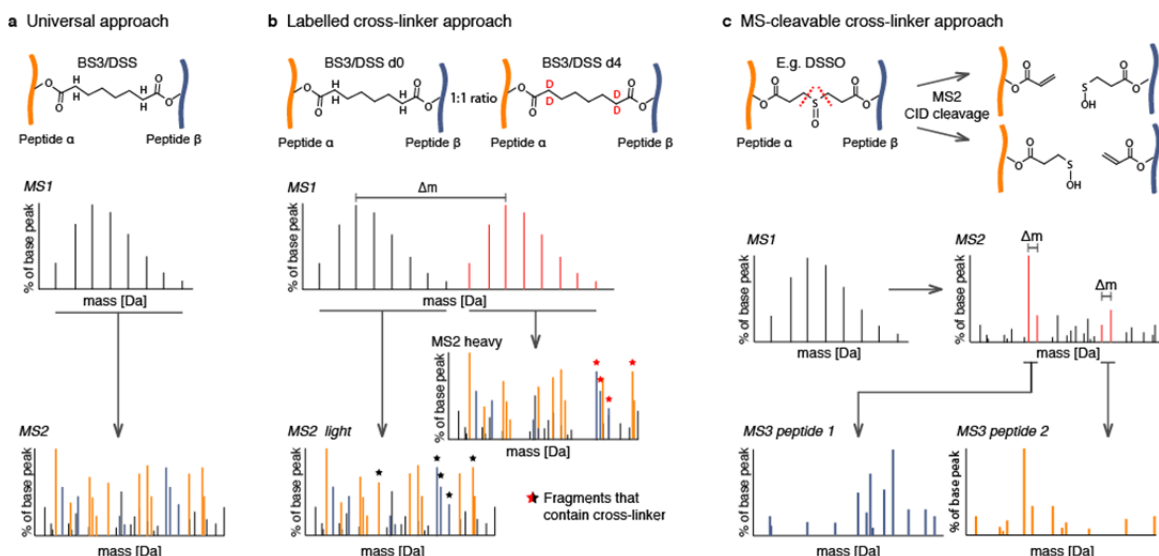 a Universal approach
BS3/DSS
H H
O O
O H H O
Peptide α Peptide β
MS1
% of base peak
mass [Da]
MS2
% of base peak
mass [Da]
b Labelled cross-linker approach
BS3/DSS d0
H H
O O
O H H O
Peptide α Peptide β
1:1 ratio
BS3/DSS d4
D D
O O
O D D O
Peptide α Peptide β
MS1
Δm
% of base peak
mass [Da]
MS2 heavy
% of base peak
mass [Da]
MS2 light
% of base peak
mass [Da]
Fragments that
contain cross-linker
c MS-cleavable cross-linker approach
E.g. DSSO
O O
O S O
O
Peptide α Peptide β
MS2
CID cleavage
O S O
O OH O
O O
O S O
OH
MS1
% of base peak
mass [Da]
MS2
Δm
Δm
% of base peak
mass [Da]
MS3 peptide 1
% of base peak
mass [Da]
MS3 peptide 2
% of base peak
mass [Da]